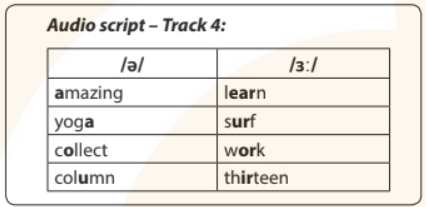 Audio script – Track 4:
/ə/ /ɜː/
amazing learn
yoga surf
collect work
column thirteen